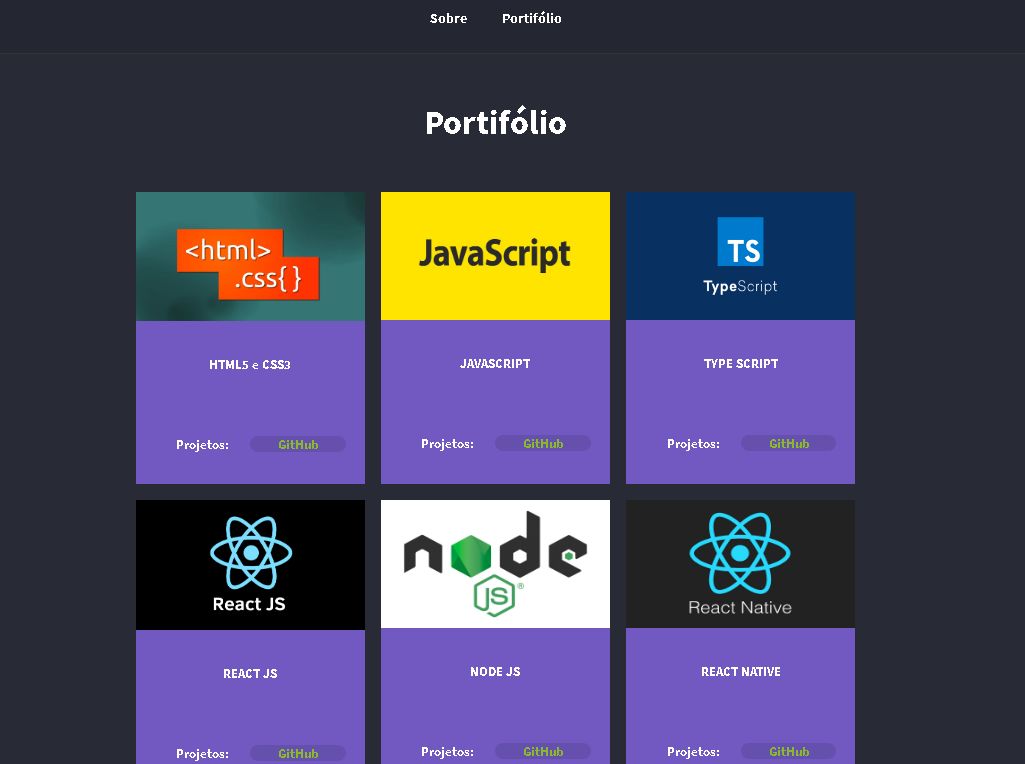 Sobre Portifólio
Portifólio
<html>
.css{}
JavaScript
TS
TypeScript
HTML5 e CSS3
JAVASCRIPT
TYPE SCRIPT
Projetos: GitHub
Projetos: GitHub
Projetos: GitHub
React JS
node
JS®
React Native
REACT JS
NODE JS
REACT NATIVE
Projetos: GitHub
Projetos: GitHub
Projetos: GitHub